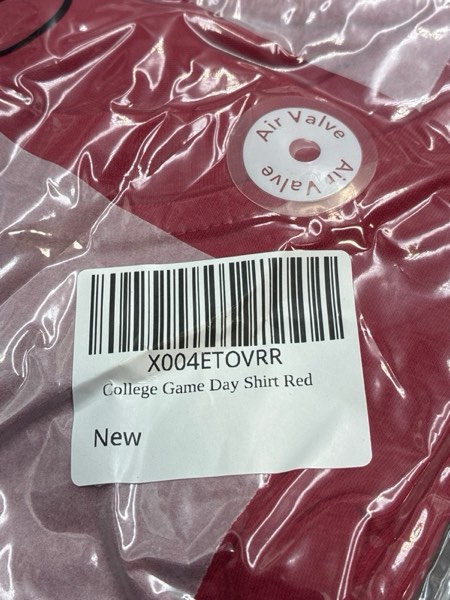 Air Valve
Air Valve
X004ETOVRR
College Game Day Shirt Red
New